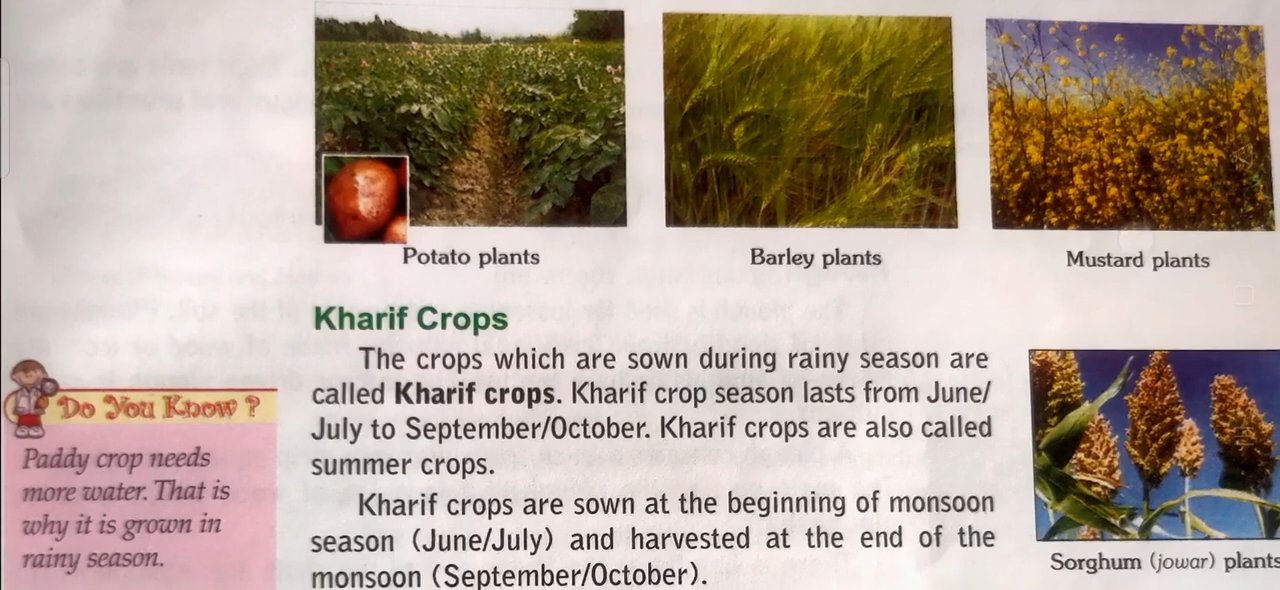 Potato plants
Barley plants
Mustard plants
Kharif Crops
The crops which are sown during rainy season are
called Kharif crops. Kharif crop season lasts from June/
July to September/October. Kharif crops are also called
summer crops.
Kharif crops are sown at the beginning of monsoon
season (June/July) and harvested at the end of the
monsoon (September/October).
Do You Know ?
Paddy crop needs
more water. That is
why it is grown in
rainy season.
Sorghum (jowar) plants